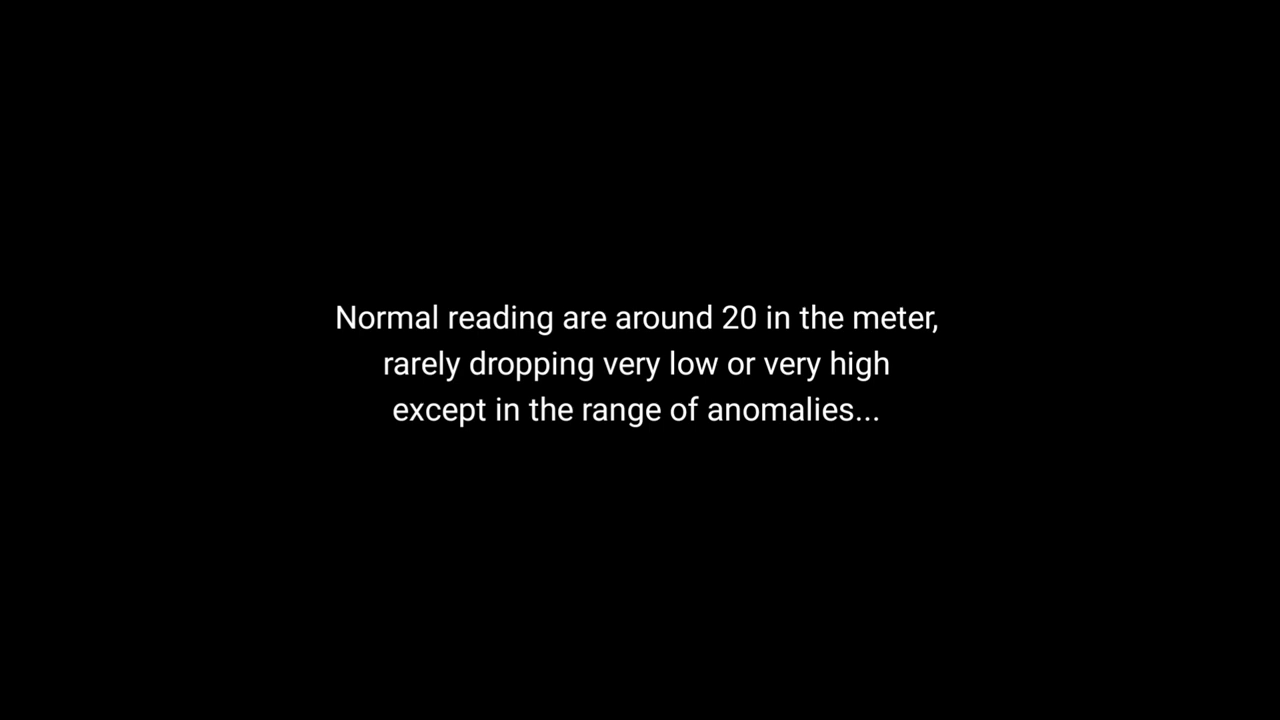 Normal reading are around 20 in the meter,
rarely dropping very low or very high
except in the range of anomalies...